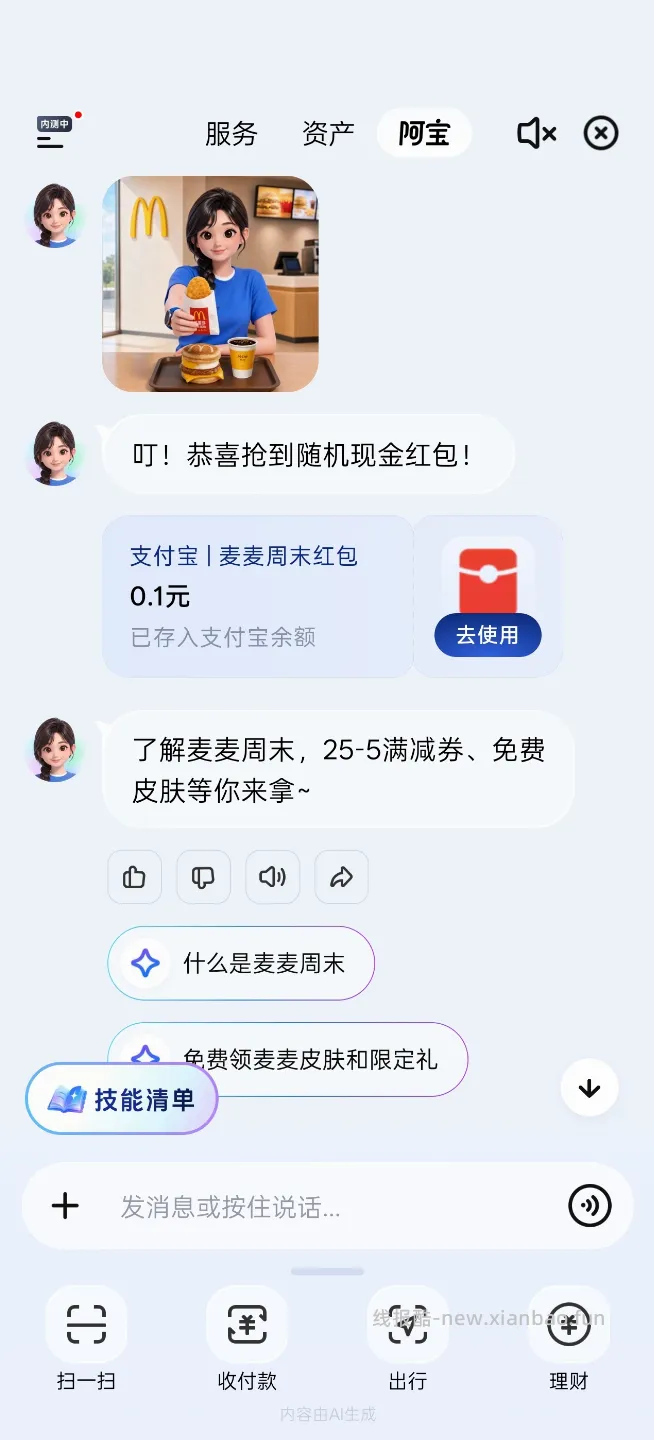 内测中
服务
资产
阿宝
叮！恭喜抢到随机现金红包！
支付宝 | 麦麦周末红包
0.1元
已存入支付宝余额
去使用
了解麦麦周末，25-5满减券、免费
皮肤等你来拿~
什么是麦麦周末
免费领麦麦皮肤和限定礼
技能清单
发消息或按住说话...
线报酷-new.xianbao.fun
扫一扫
收付款
出行
理财
内容由AI生成